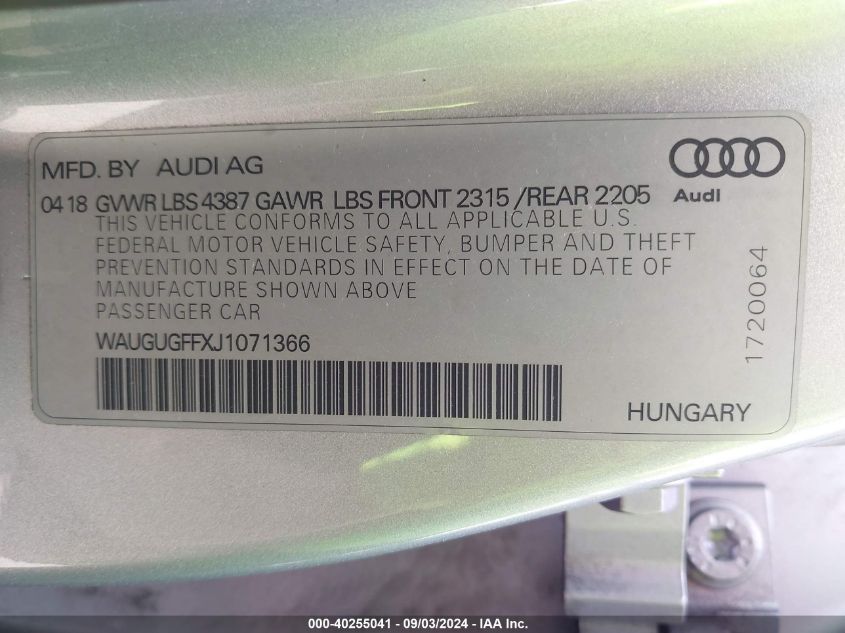 MFD. BY AUDI AG
04 18 GVWR LBS 4387 GAWR LBS FRONT 2315 /REAR 2205
Audi
THIS VEHICLE CONFORMS TO ALL APPLICABLE U.S.
FEDERAL MOTOR VEHICLE SAFETY, BUMPER AND THEFT
PREVENTION STANDARDS IN EFFECT ON THE DATE OF
MANUFACTURE SHOWN ABOVE
PASSENGER CAR
WAUGUGFFXJ1071366
1720064
HUNGARY
000-40255041 - 09/03/2024 - IAA Inc.